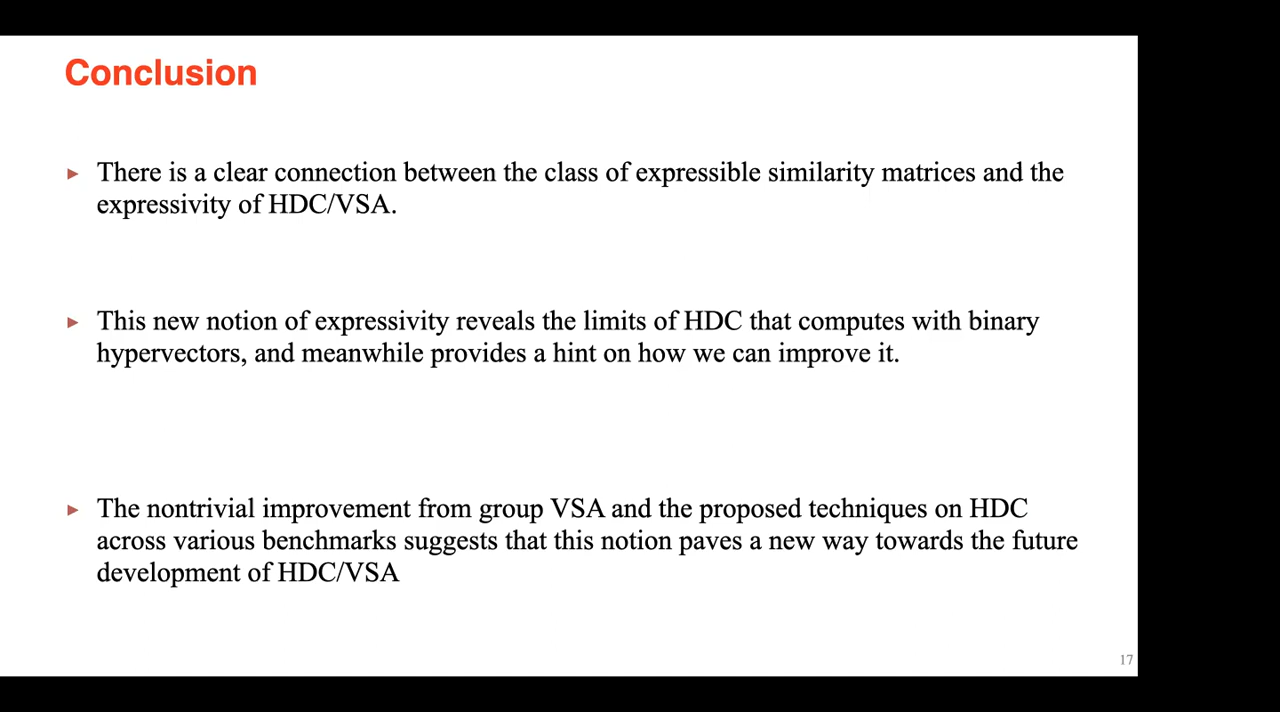 Conclusion
There is a clear connection between the class of expressible similarity matrices and the
expressivity of HDC/VSA.
This new notion of expressivity reveals the limits of HDC that computes with binary
hypervectors, and meanwhile provides a hint on how we can improve it.
The nontrivial improvement from group VSA and the proposed techniques on HDC
across various benchmarks suggests that this notion paves a new way towards the future
development of HDC/VSA
17